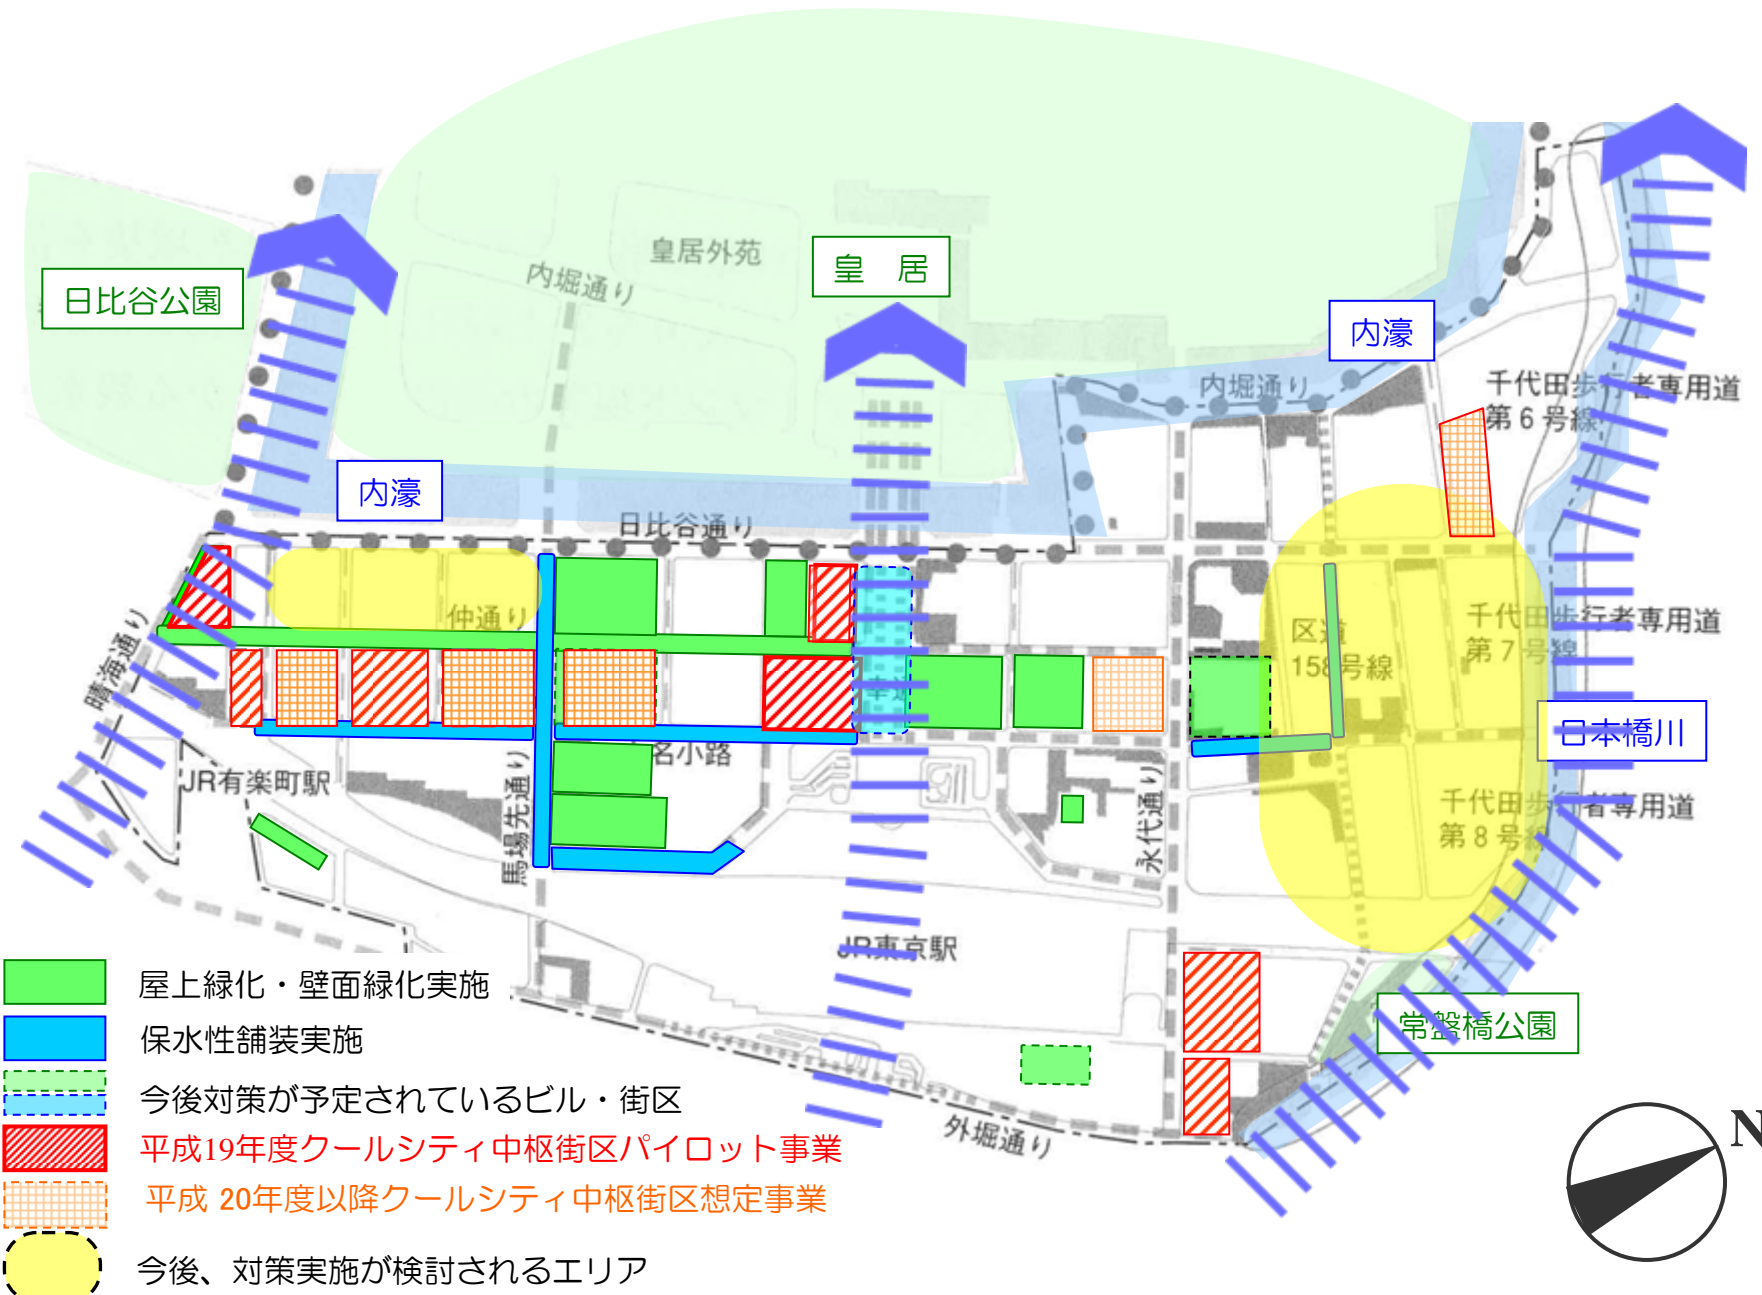 皇居外苑
内堀通り
皇 居
日比谷公園
内濠
内堀通り
千代田歩行者専用道
第6号線
内濠
日比谷通り
仲通り
区道
158号線
千代田歩行者専用道
第7号線
晴海通り
日本橋川
JR有楽町駅
馬場先通り
名小路
永代通り
千代田歩行者専用道
第8号線
JR東京駅
常盤橋公園
外堀通り
屋上緑化・壁面緑化実施
保水性舗装実施
今後対策が予定されているビル・街区
平成19年度クールシティ中枢街区パイロット事業
平成 20年度以降クールシティ中枢街区想定事業
今後、対策実施が検討されるエリア
N